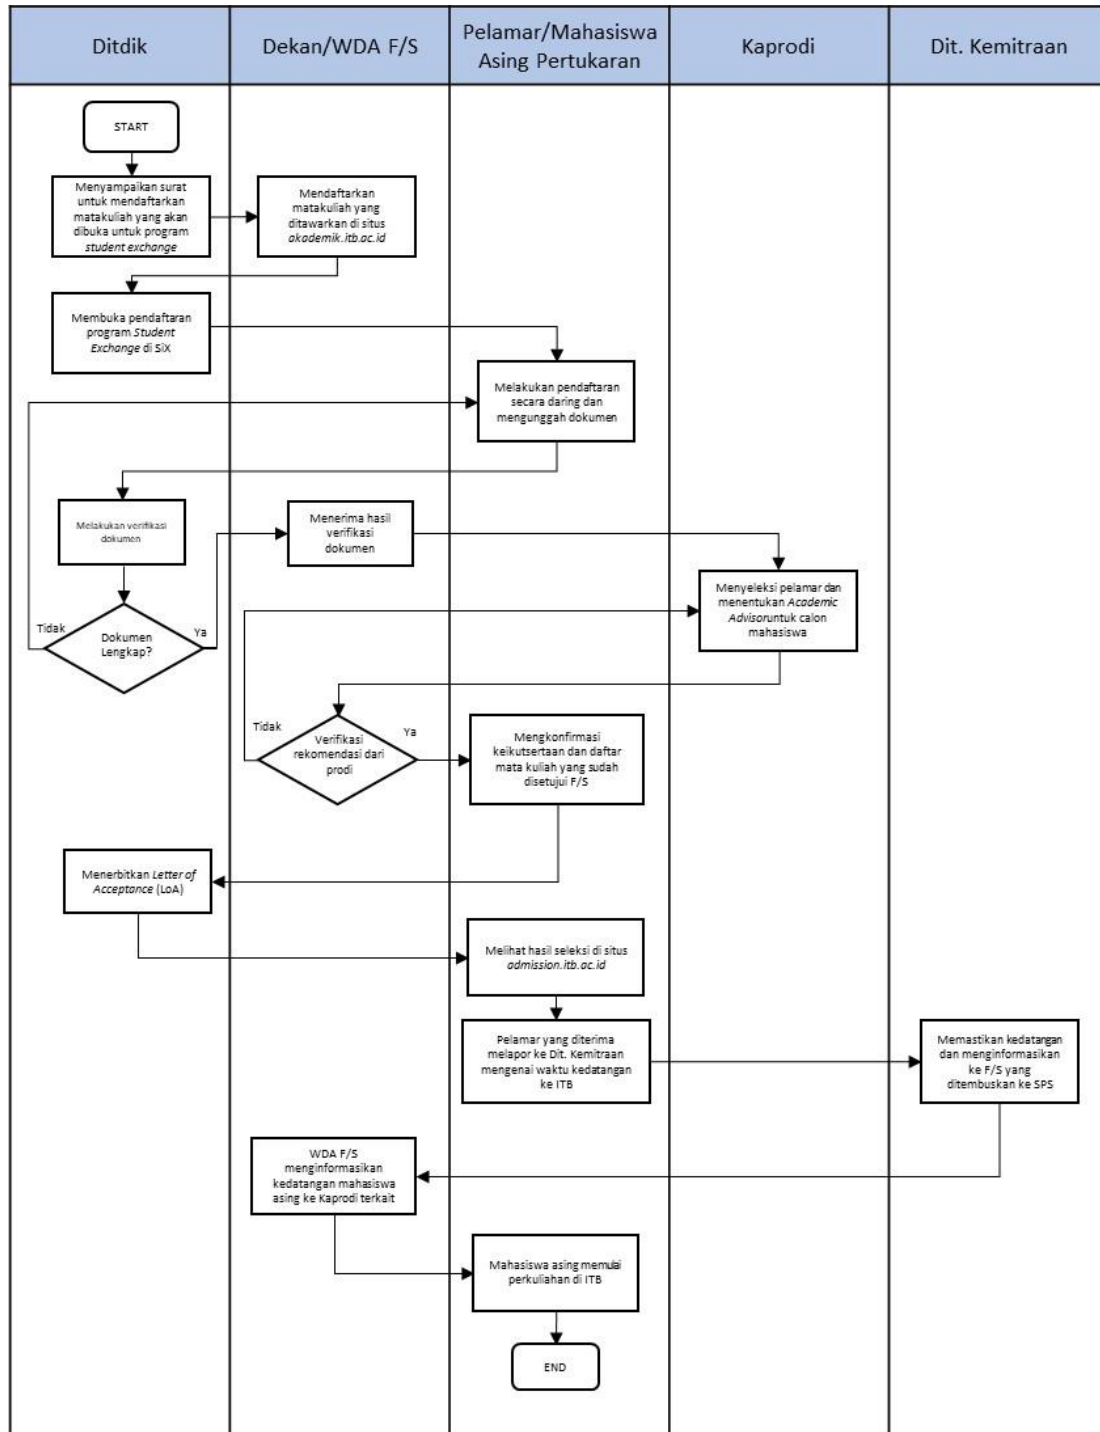 Ditdik
Dekan/WDA F/S
Pelamar/Mahasiswa
Asing Pertukaran
Kaprodi
Dit. Kemitraan
START
Menyampaikan surat
untuk mendaftarkan
matakuliah yang akan
dibuka untuk program
student exchange
Mendaftarkan
matakuliah yang
ditawarkan di situs
akademik.itb.ac.id
Membuka pendaftaran
program Student
Exchange di SiX
Melakukan pendaftaran
secara daring dan
mengunggah dokumen
Melakukan verifikasi
dokumen
Menerima hasil
verifikasi
dokumen
Menyeleksi pelamar dan
menentukan Academic
Advisoruntuk calon
mahasiswa
Tidak
Dokumen
Lengkap?
Ya
Tidak
Verifikasi
rekomendasi dari
prodi
Ya
Mengkonfirmasi
keikutsertaan dan daftar
mata kuliah yang sudah
disetujui F/S
Menerbitkan Letter of
Acceptance (LoA)
Melihat hasil seleksi di situs
admission.itb.ac.id
Pelamar yang diterima
melapor ke Dit. Kemitraan
mengenai waktu kedatangan
ke ITB
Memastikan kedatangan
dan menginformasikan
ke F/S yang
ditembuskan ke SPS
WDA F/S
menginformasikan
kedatangan mahasiswa
asing ke Kaprodi terkait
Mahasiswa asing memulai
perkuliahan di ITB
END